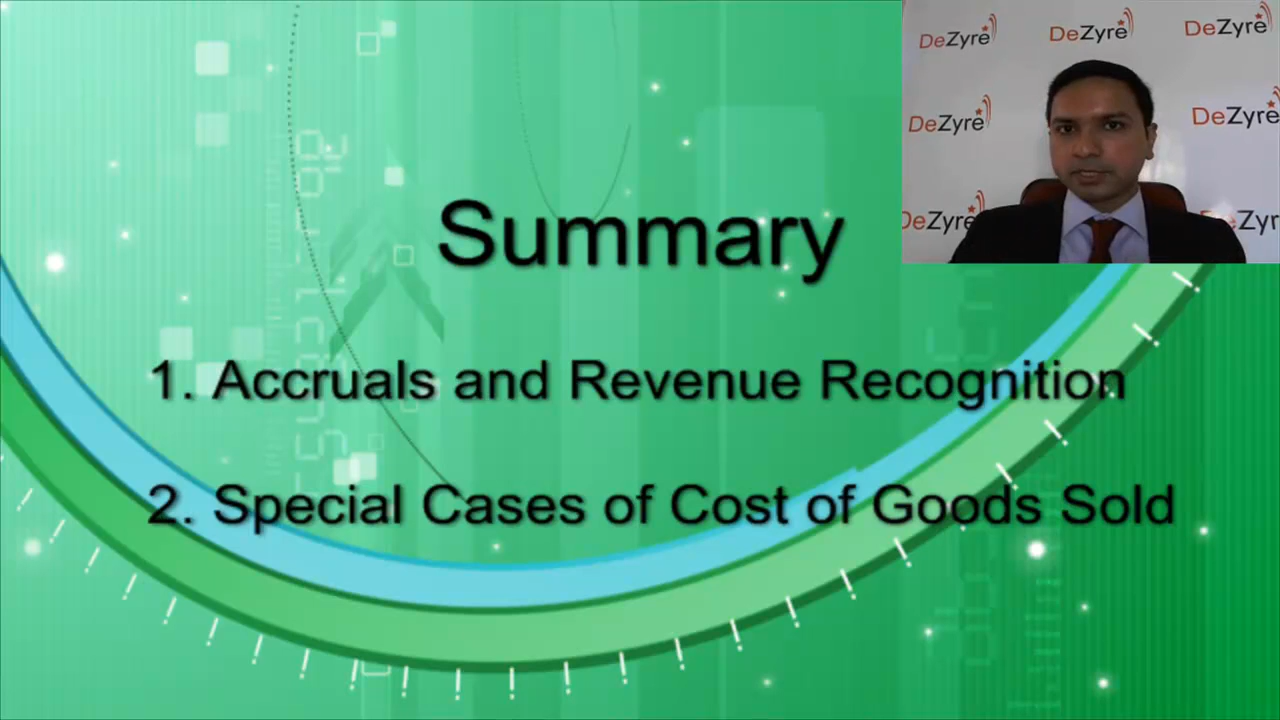 Summary
1. Accruals and Revenue Recognition
2. Special Cases of Cost of Goods Sold
DeZyre DeZyre DeZyre
DeZyre DeZyre
DeZyre